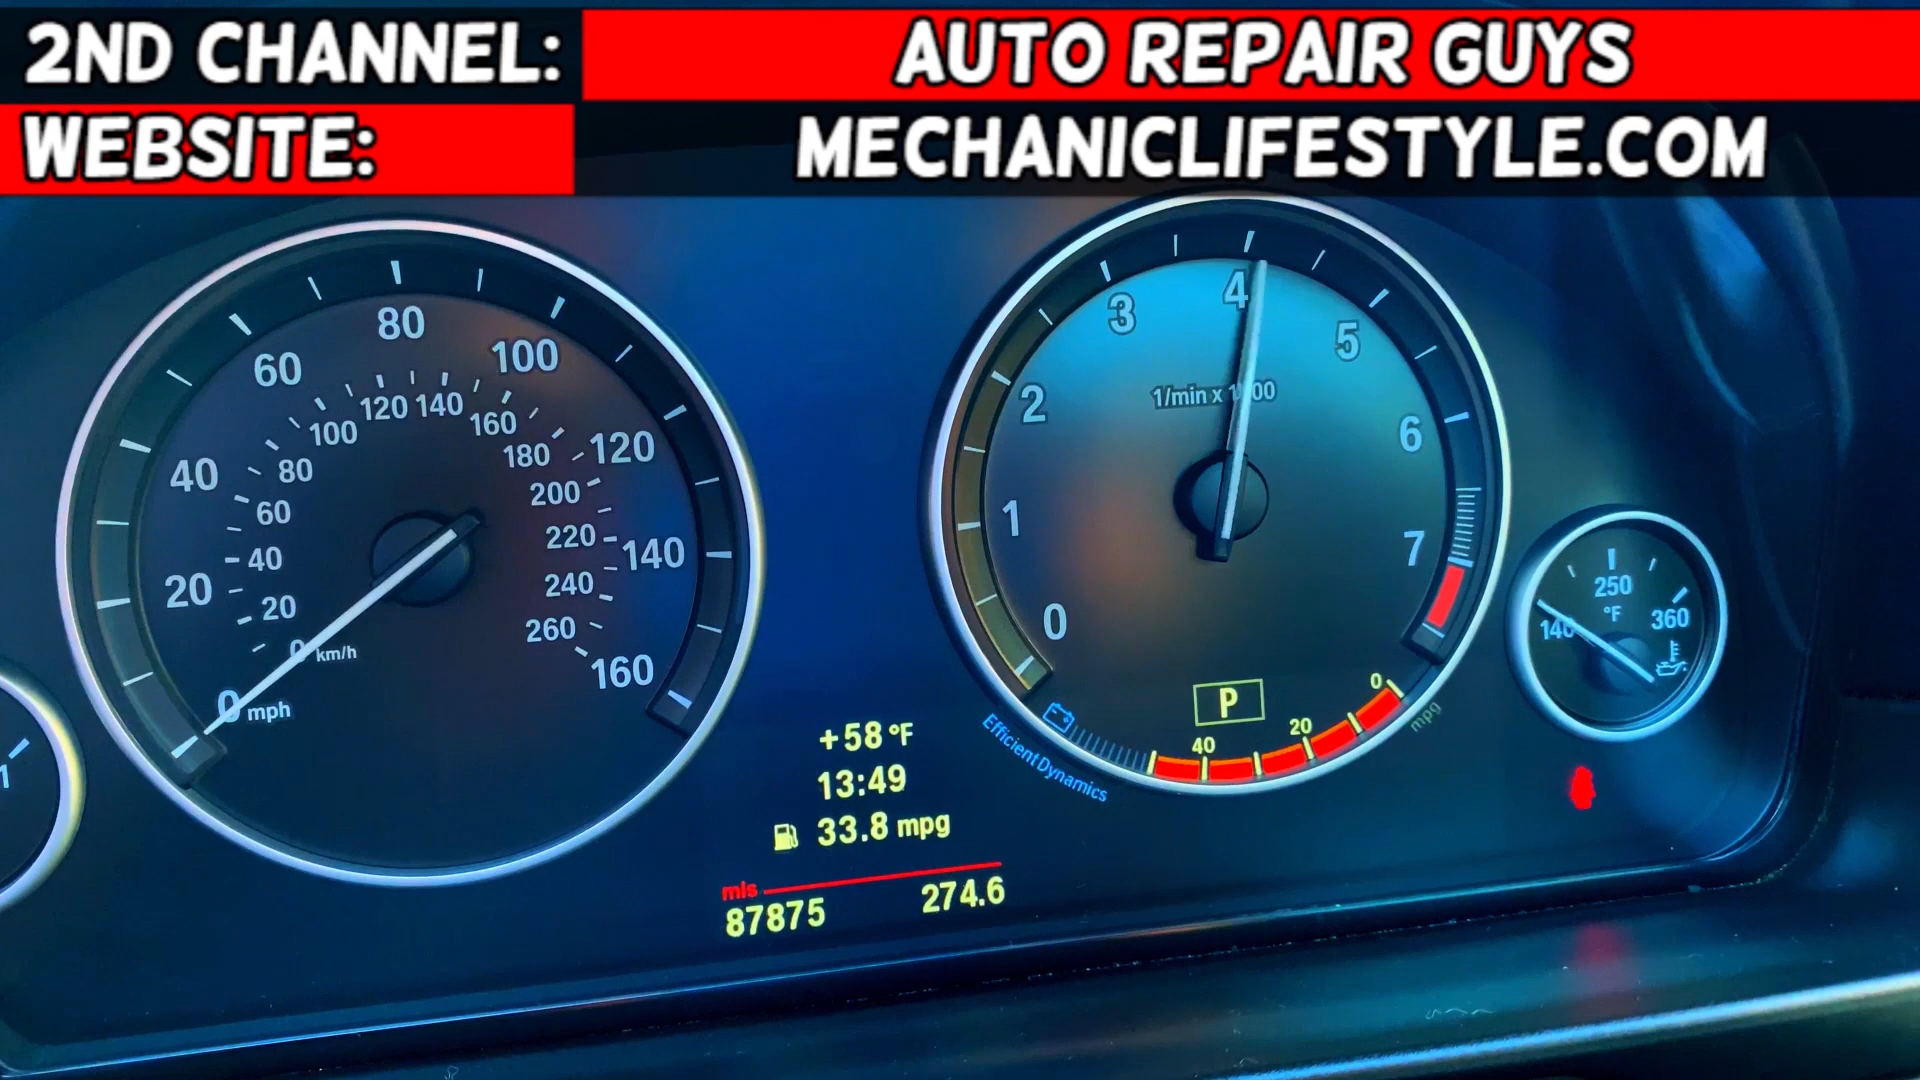 2ND CHANNEL: AUTO REPAIR GUYS
WEBSITE: MECHANICLIFESTYLE.COM
0 20 40 60 80 100 120 140 160
mph
0 20 40 60 80 100 120 140 160 180 200 220 240 260
km/h
0 1 2 3 4 5 6 7
1/min x 1000
P
40 20 0
mpg
EfficientDynamics
140 250 360
°F
1
+58 °F
13:49
33.8 mpg
mls
87875 274.6